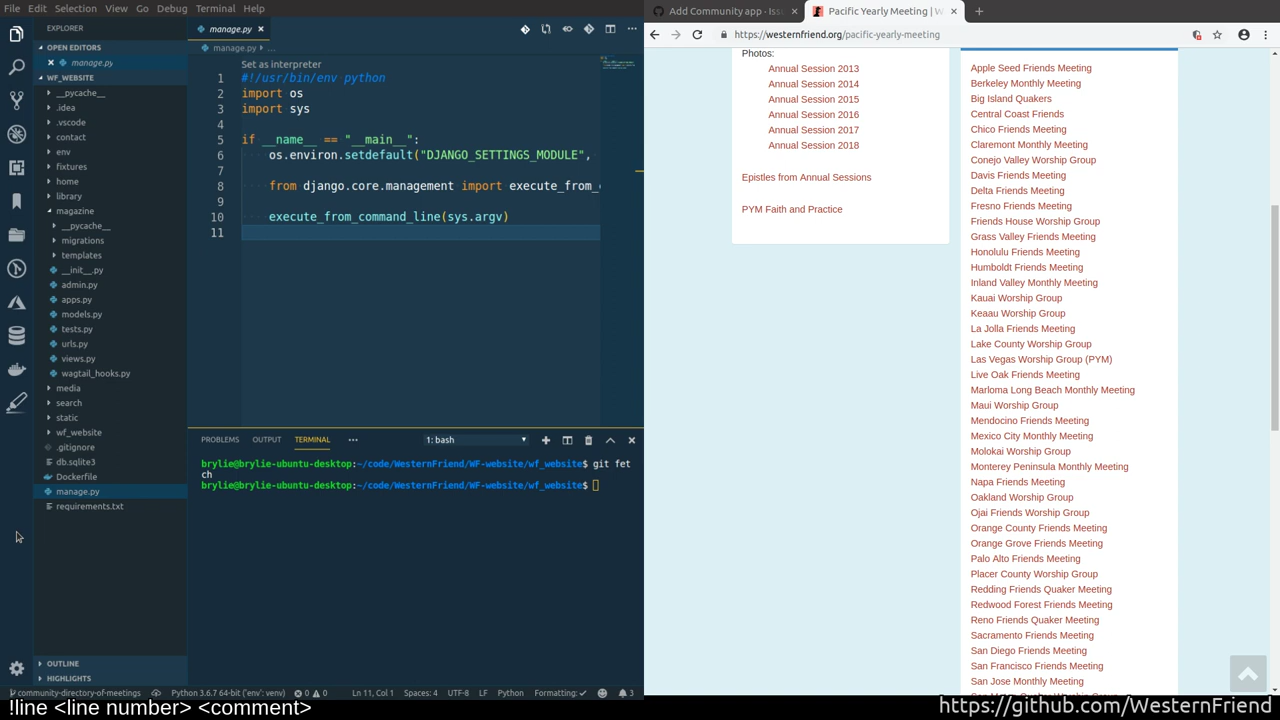 File Edit Selection View Go Debug Terminal Help
EXPLORER
OPEN EDITORS
manage.py
WF_WEBSITE
__pycache__
.idea
.vscode
contact
env
fixtures
home
library
magazine
__pycache__
migrations
templates
__init__.py
admin.py
apps.py
models.py
tests.py
urls.py
views.py
wagtail_hooks.py
media
search
static
wf_website
.gitignore
db.sqlite3
Dockerfile
manage.py
requirements.txt
OUTLINE
HIGHLIGHTS
manage.py
manage.py ...
Set as interpreter
1 #!/usr/bin/env python
2 import os
3 import sys
4
5 if __name__ == "__main__":
6 os.environ.setdefault("DJANGO_SETTINGS_MODULE",
7
8 from django.core.management import execute_from_
9
10 execute_from_command_line(sys.argv)
11
PROBLEMS OUTPUT TERMINAL ... 1: bash
brylie@brylie-ubuntu-desktop:~/code/WesternFriend/WF-website/wf_website$ git fet
ch
brylie@brylie-ubuntu-desktop:~/code/WesternFriend/WF-website/wf_website$
community-directory-of-meetings Python 3.6.7 64-bit ('env': venv) 0 0 Ln 11, Col 1 Spaces: 4 UTF-8 LF Python Formatting: ✓ 3
Add Community app - Iss
Pacific Yearly Meeting | W
https://westernfriend.org/pacific-yearly-meeting
Photos:
Annual Session 2013
Annual Session 2014
Annual Session 2015
Annual Session 2016
Annual Session 2017
Annual Session 2018
Epistles from Annual Sessions
PYM Faith and Practice
Apple Seed Friends Meeting
Berkeley Monthly Meeting
Big Island Quakers
Central Coast Friends
Chico Friends Meeting
Claremont Monthly Meeting
Conejo Valley Worship Group
Davis Friends Meeting
Delta Friends Meeting
Fresno Friends Meeting
Friends House Worship Group
Grass Valley Friends Meeting
Honolulu Friends Meeting
Humboldt Friends Meeting
Inland Valley Monthly Meeting
Kauai Worship Group
Keaau Worship Group
La Jolla Friends Meeting
Lake County Worship Group
Las Vegas Worship Group (PYM)
Live Oak Friends Meeting
Marloma Long Beach Monthly Meeting
Maui Worship Group
Mendocino Friends Meeting
Mexico City Monthly Meeting
Molokai Worship Group
Monterey Peninsula Monthly Meeting
Napa Friends Meeting
Oakland Worship Group
Ojai Friends Worship Group
Orange County Friends Meeting
Orange Grove Friends Meeting
Palo Alto Friends Meeting
Placer County Worship Group
Redding Friends Quaker Meeting
Redwood Forest Friends Meeting
Reno Friends Quaker Meeting
Sacramento Friends Meeting
San Diego Friends Meeting
San Francisco Friends Meeting
San Jose Monthly Meeting
!line <line number> <comment>
https://github.com/WesternFriend